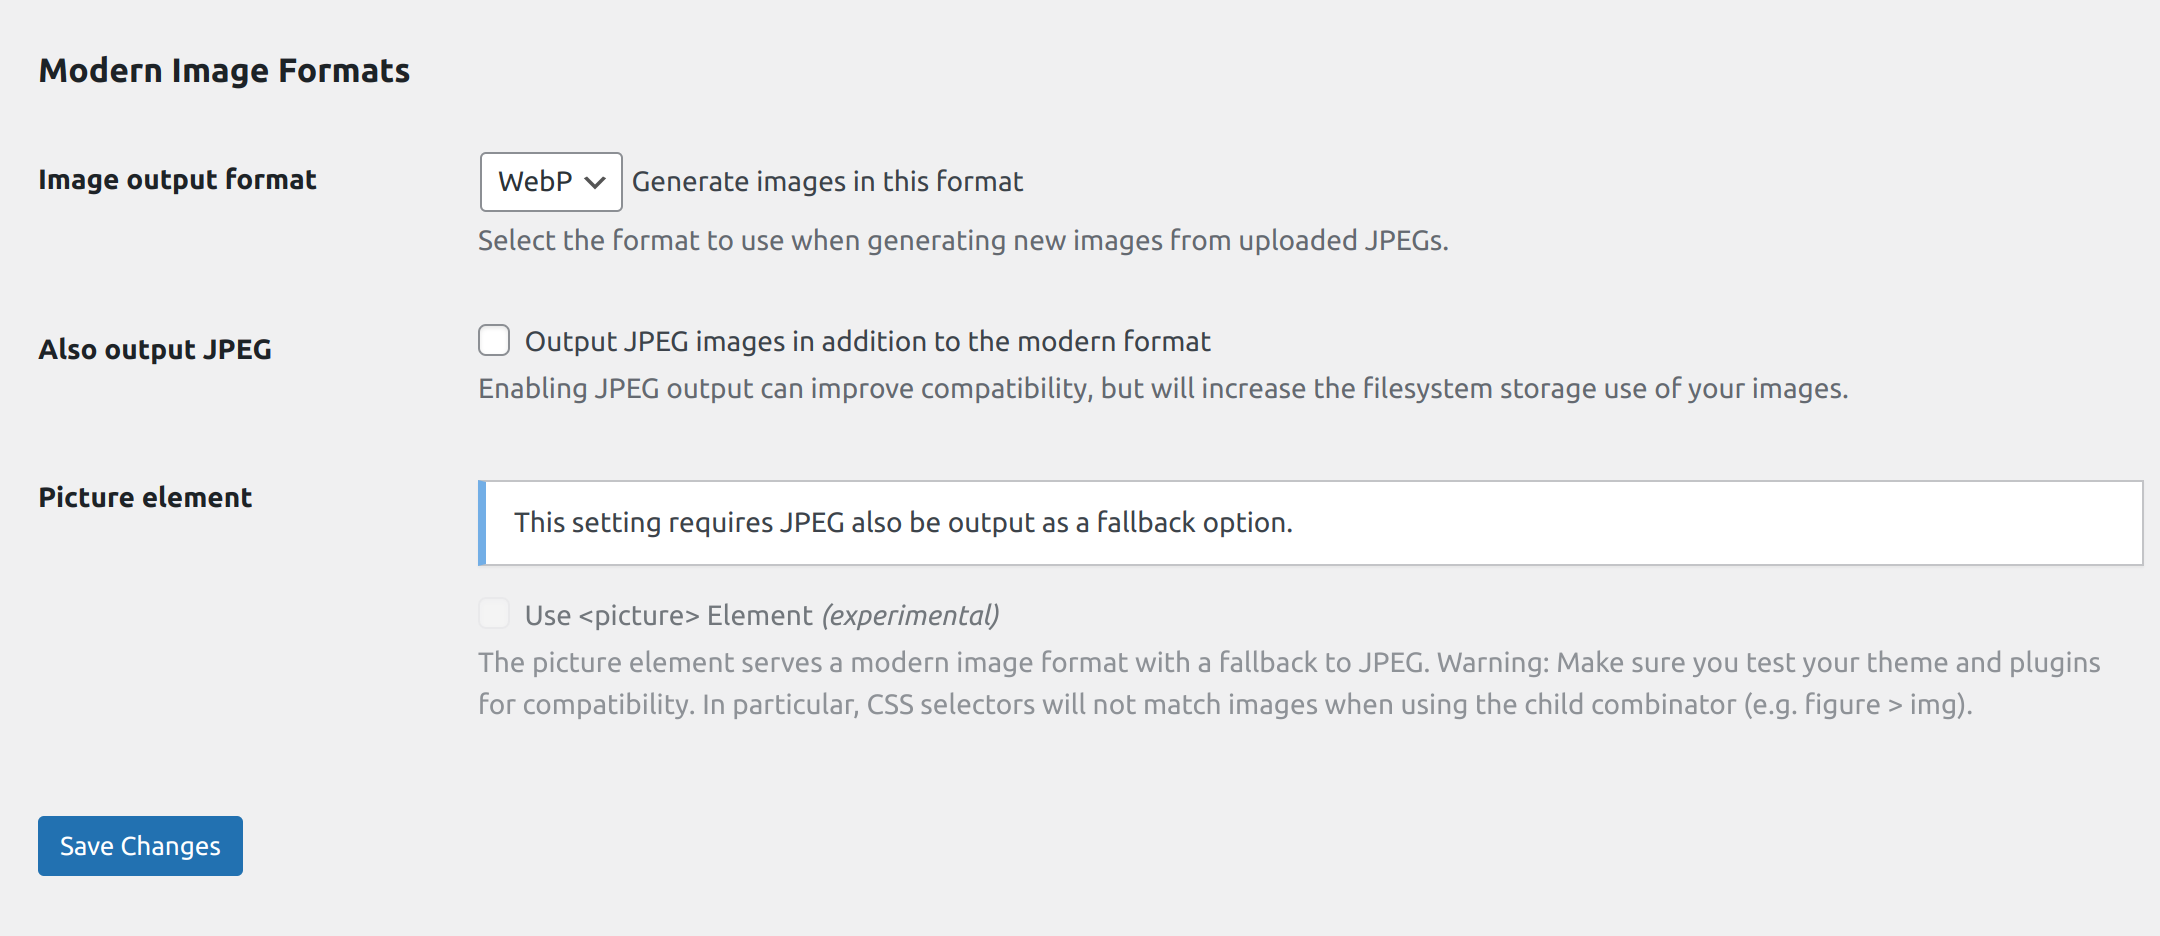 Modern Image Formats
Image output format
WebP Generate images in this format
Select the format to use when generating new images from uploaded JPEGs.
Also output JPEG
Output JPEG images in addition to the modern format
Enabling JPEG output can improve compatibility, but will increase the filesystem storage use of your images.
Picture element
This setting requires JPEG also be output as a fallback option.
Use <picture> Element (experimental)
The picture element serves a modern image format with a fallback to JPEG. Warning: Make sure you test your theme and plugins
for compatibility. In particular, CSS selectors will not match images when using the child combinator (e.g. figure > img).
Save Changes